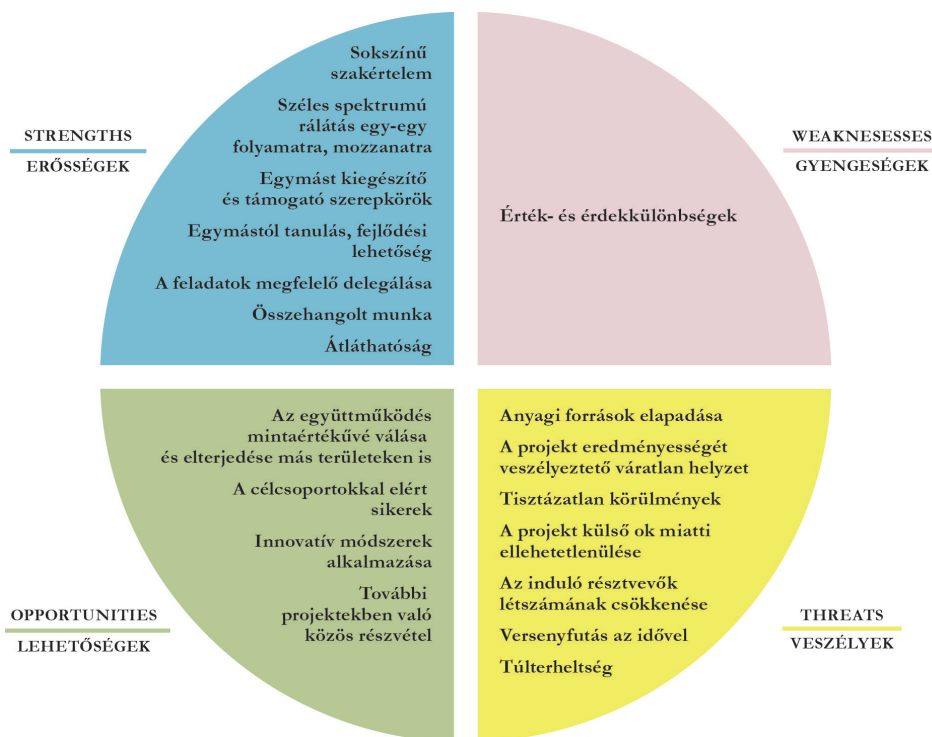 STRENGTHS
ERŐSSÉGEK
Sokszínű
szakértelem
Széles spektrumú
rálátás egy-egy
folyamatra, mozzanatra
Egymást kiegészítő
és támogató szerepkörök
Egymástól tanulás, fejlődési
lehetőség
A feladatok megfelelő delegálása
Összehangolt munka
Átláthatóság
WEAKNESESSES
GYENGESÉGEK
Érték- és érdekkülönbségek
OPPORTUNITIES
LEHETŐSÉGEK
Az együttműködés
mintaértékűvé válása
és elterjedése más területeken is
A célcsoportokkal elért
sikerek
Innovatív módszerek
alkalmazása
További
projektekben való
közös részvétel
THREATS
VESZÉLYEK
Anyagi források elapadása
A projekt eredményességét
veszélyeztető váratlan helyzet
Tisztázatlan körülmények
A projekt külső ok miatti
ellehetetlenülése
Az induló résztvevők
létszámának csökkenése
Versenyfutás az idővel
Túlterheltség